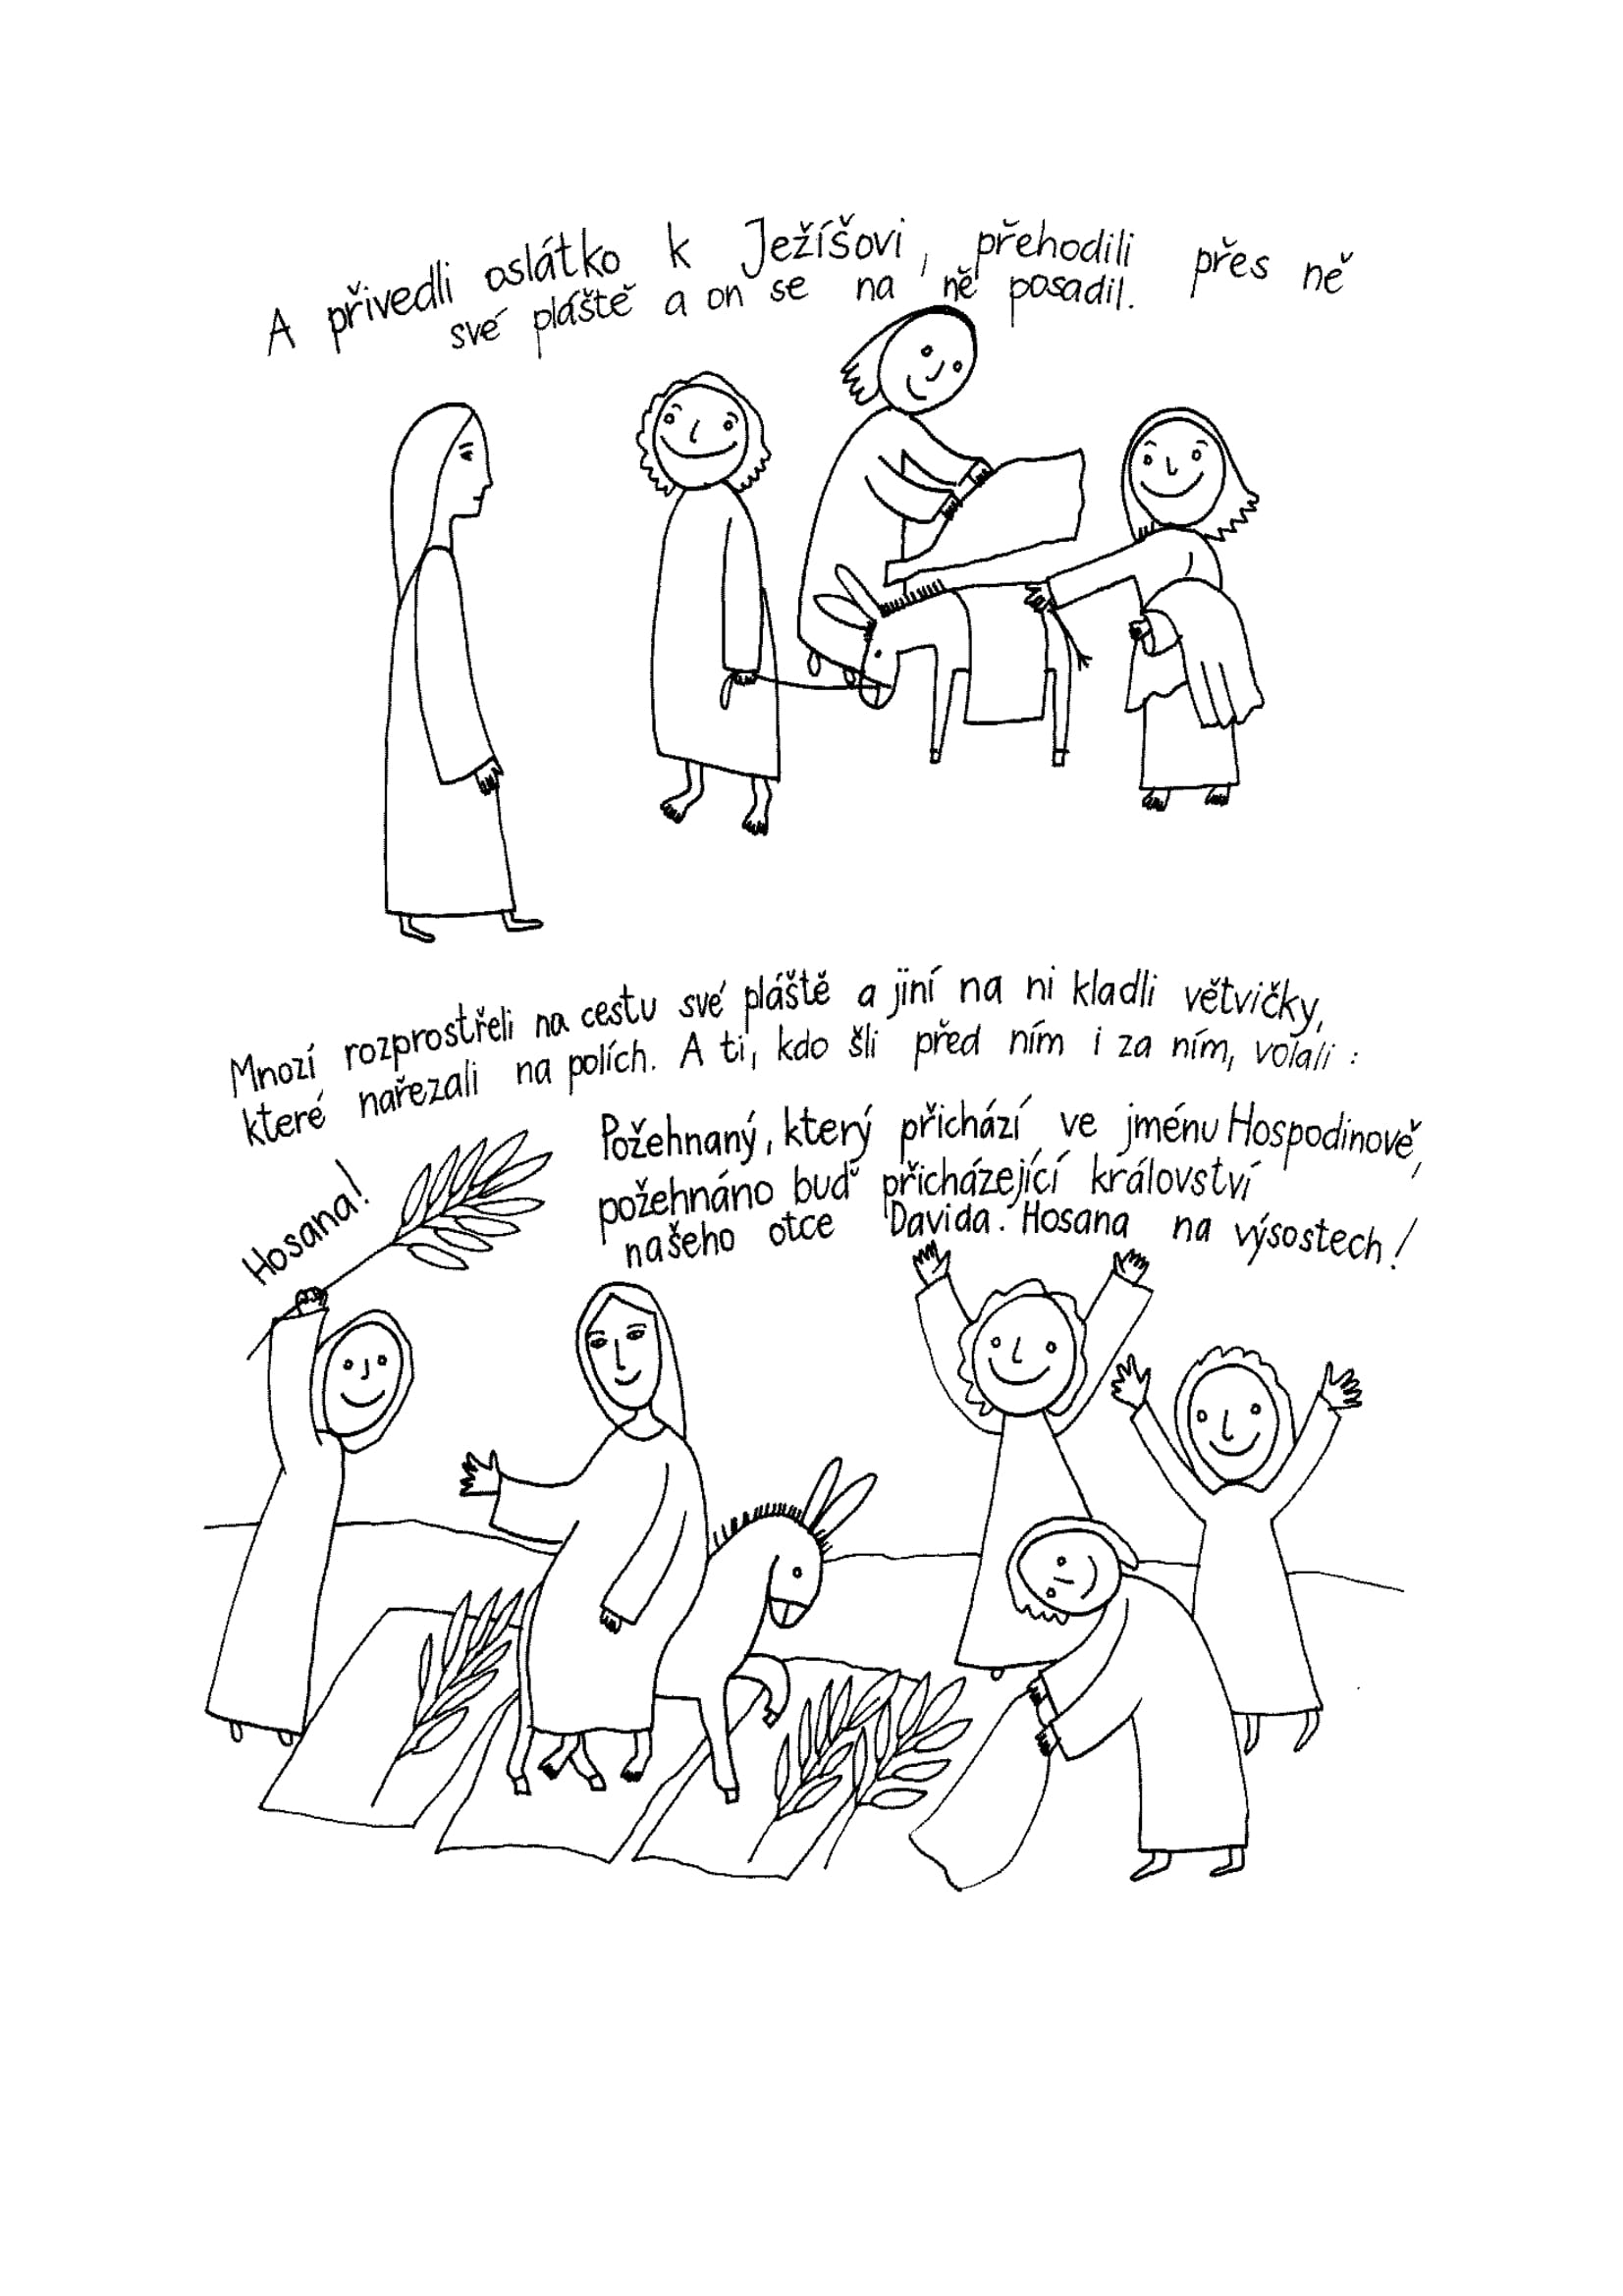 A přivedli oslátko k Ježíšovi, přehodili přes ně
své pláště a on se na ně posadil.
Mnozí rozprostřeli na cestu své pláště a jiní na ni kladli větvičky,
které nařezali na polích. A ti, kdo šli před ním i za ním, volali:
Hosana!
Požehnaný, který přichází ve jménu Hospodinově,
požehnáno buď přicházející království
našeho otce Davida. Hosana na výsostech!